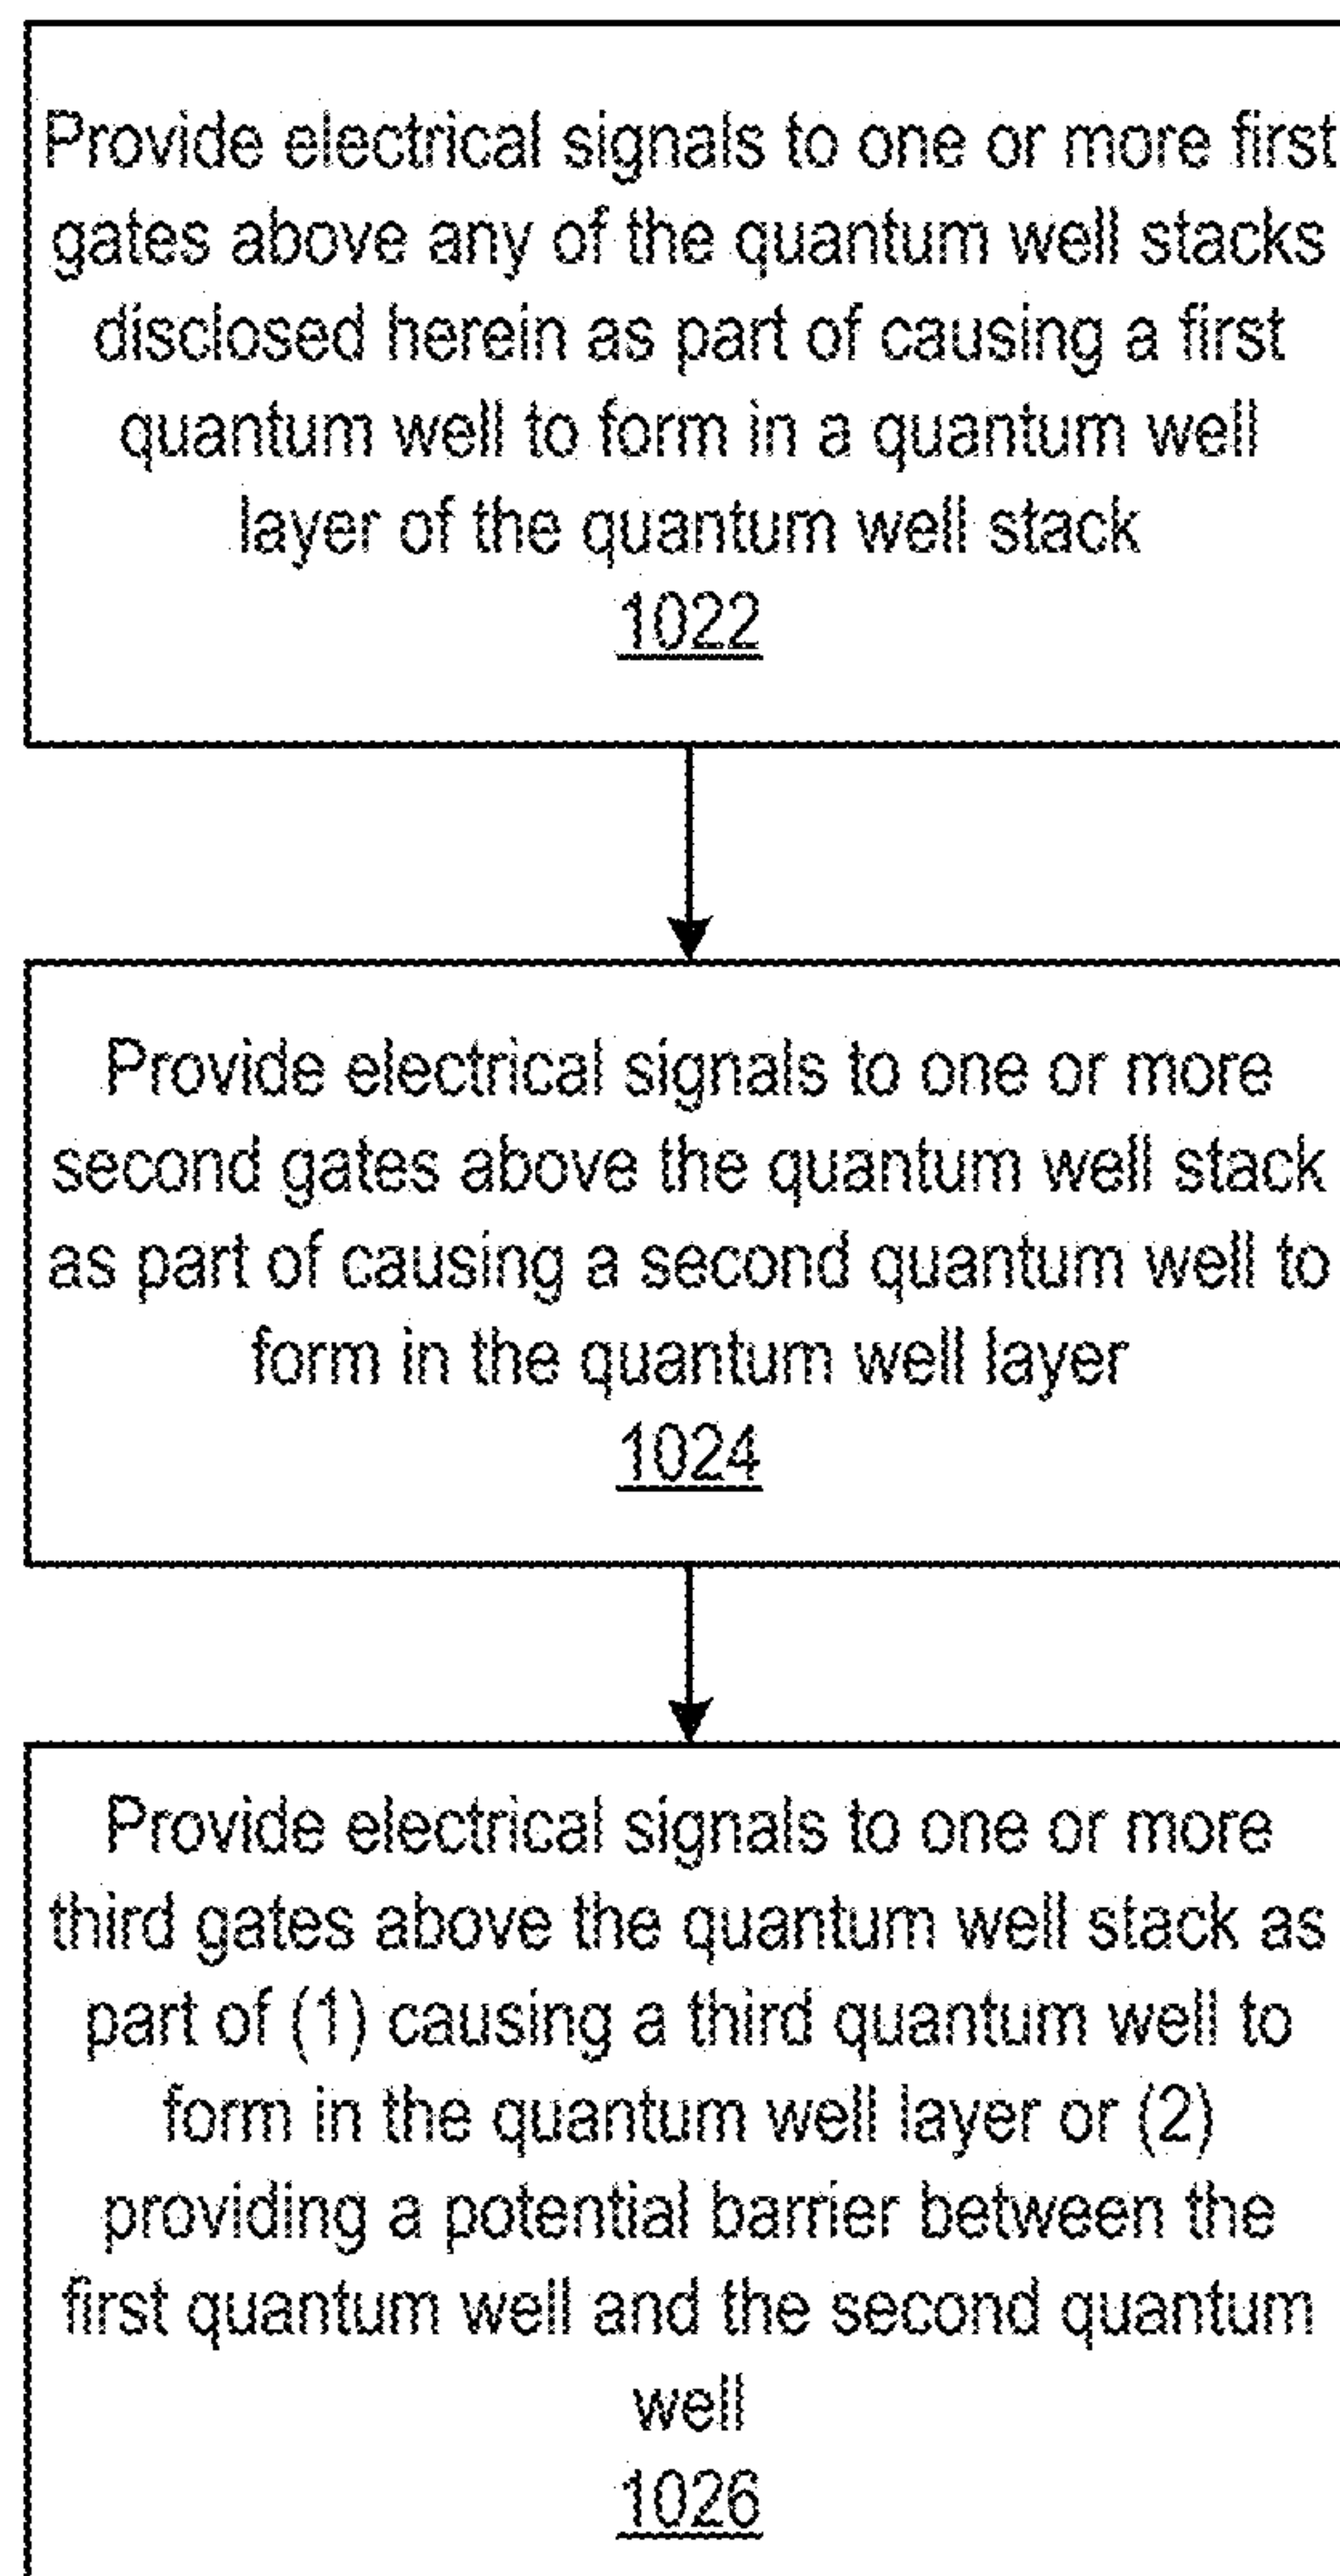 Provide electrical signals to one or more first
gates above any of the quantum well stacks
disclosed herein as part of causing a first
quantum well to form in a quantum well
layer of the quantum well stack
1022
Provide electrical signals to one or more
second gates above the quantum well stack
as part of causing a second quantum well to
form in the quantum well layer
1024
Provide electrical signals to one or more
third gates above the quantum well stack as
part of (1) causing a third quantum well to
form in the quantum well layer or (2)
providing a potential barrier between the
first quantum well and the second quantum
well
1026